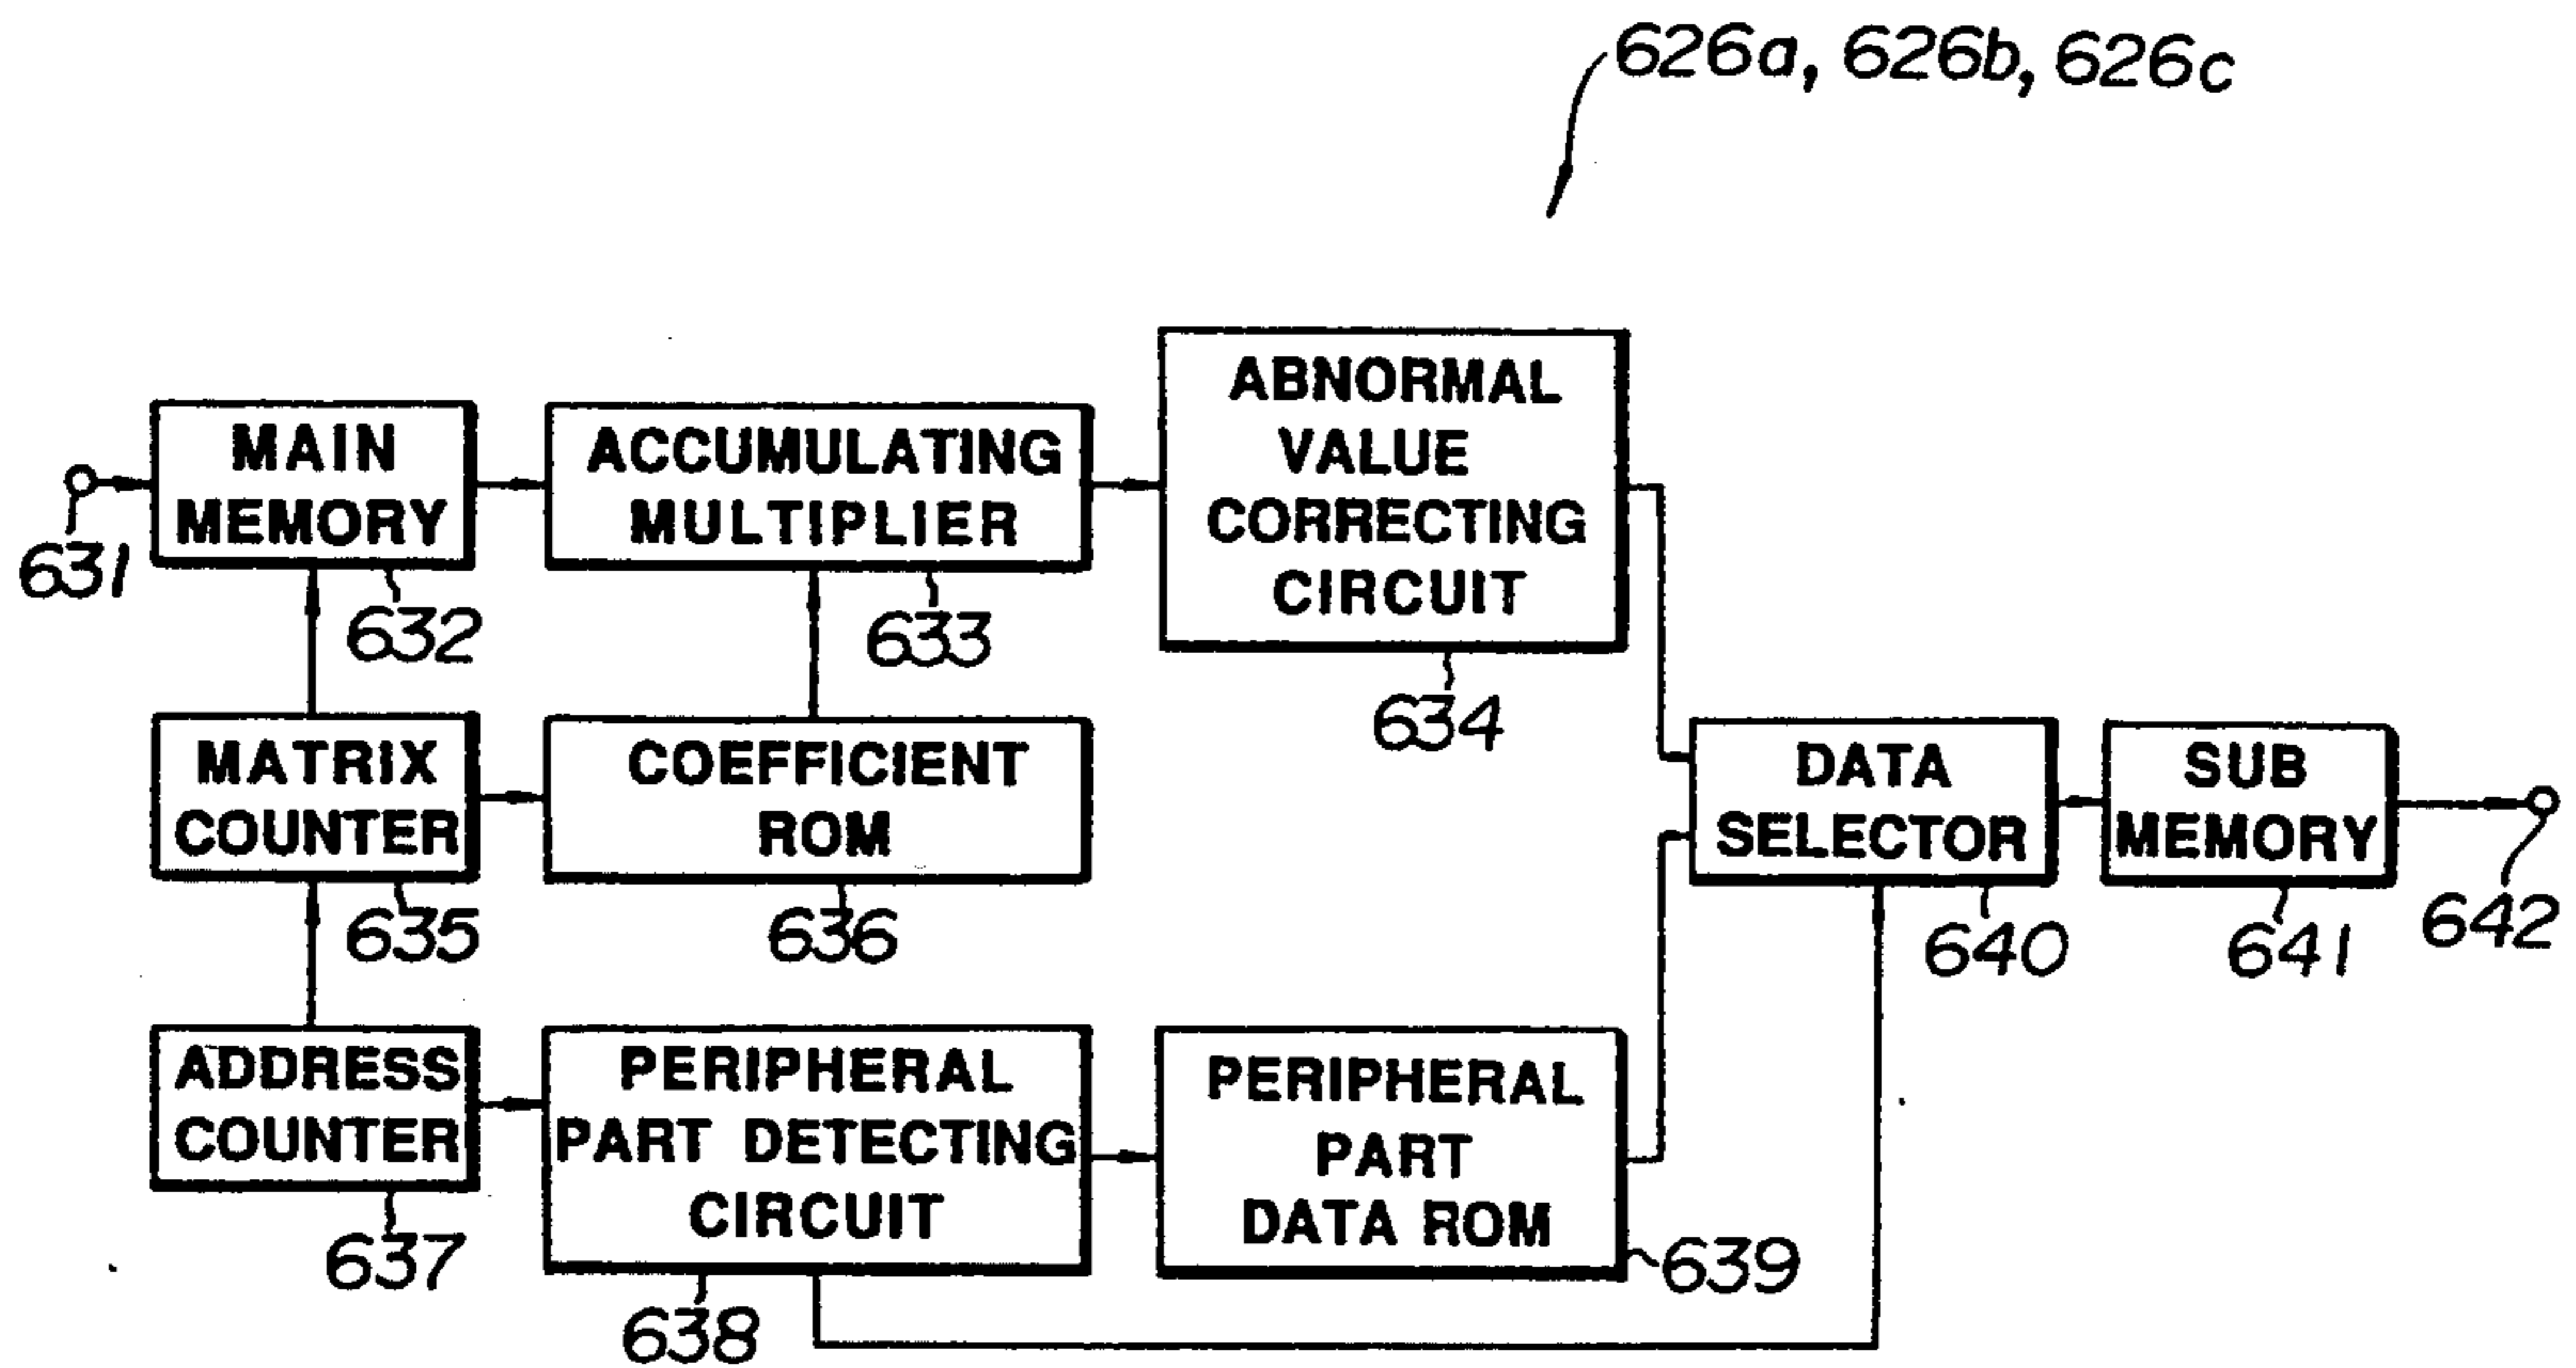 626a, 626b, 626c
MAIN
MEMORY
631
632
ACCUMULATING
MULTIPLIER
633
ABNORMAL
VALUE
CORRECTING
CIRCUIT
634
MATRIX
COUNTER
635
COEFFICIENT
ROM
636
DATA
SELECTOR
640
SUB
MEMORY
641
642
ADDRESS
COUNTER
637
PERIPHERAL
PART DETECTING
CIRCUIT
638
PERIPHERAL
PART
DATA ROM
639